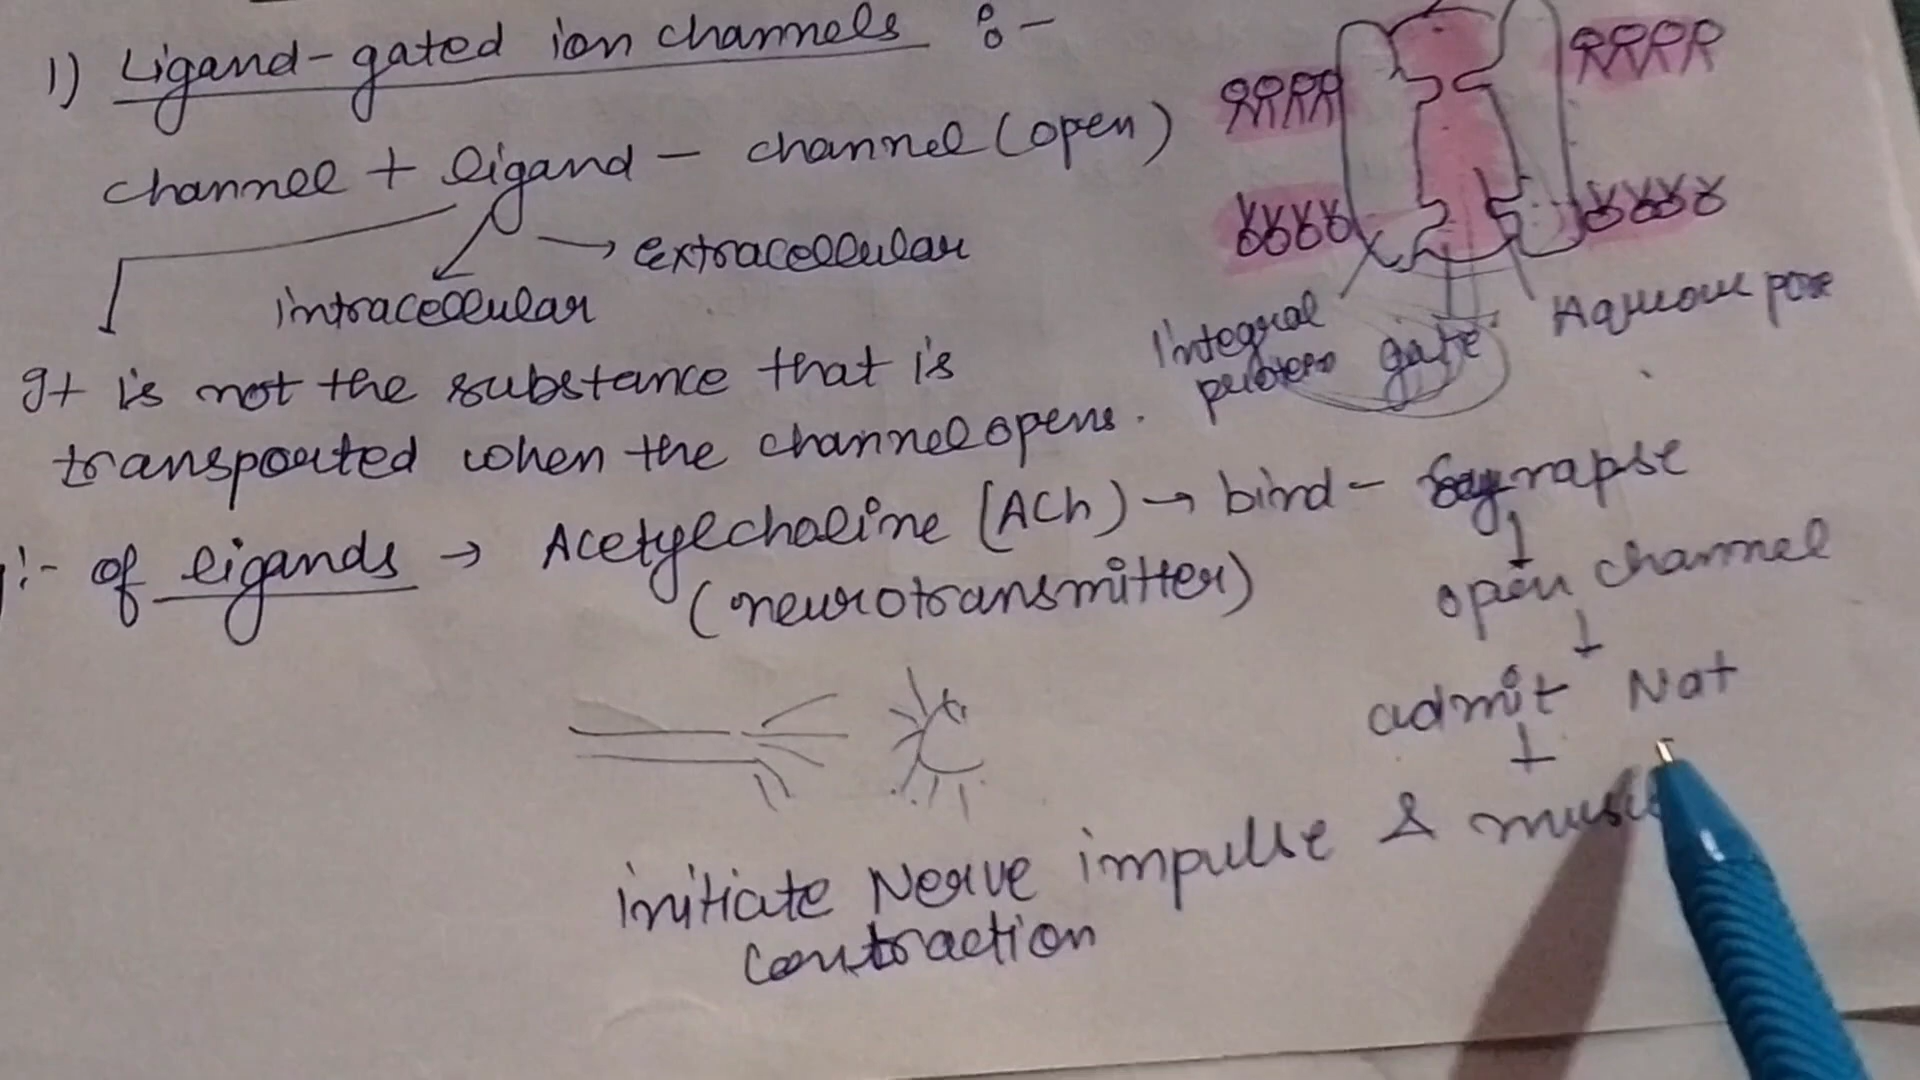 1) Ligand-gated ion channels :-
channel + ligand - channel (open)
→ extracellular
intracellular
It is not the substance that is
transported when the channel opens.
Integral
protein
gate
Aqueous pore
:- of ligands → Acetylcholine (ACh) → bind - Synapse
(neurotransmitter)
open channel
admit Na+
initiate Nerve impulse &
contraction